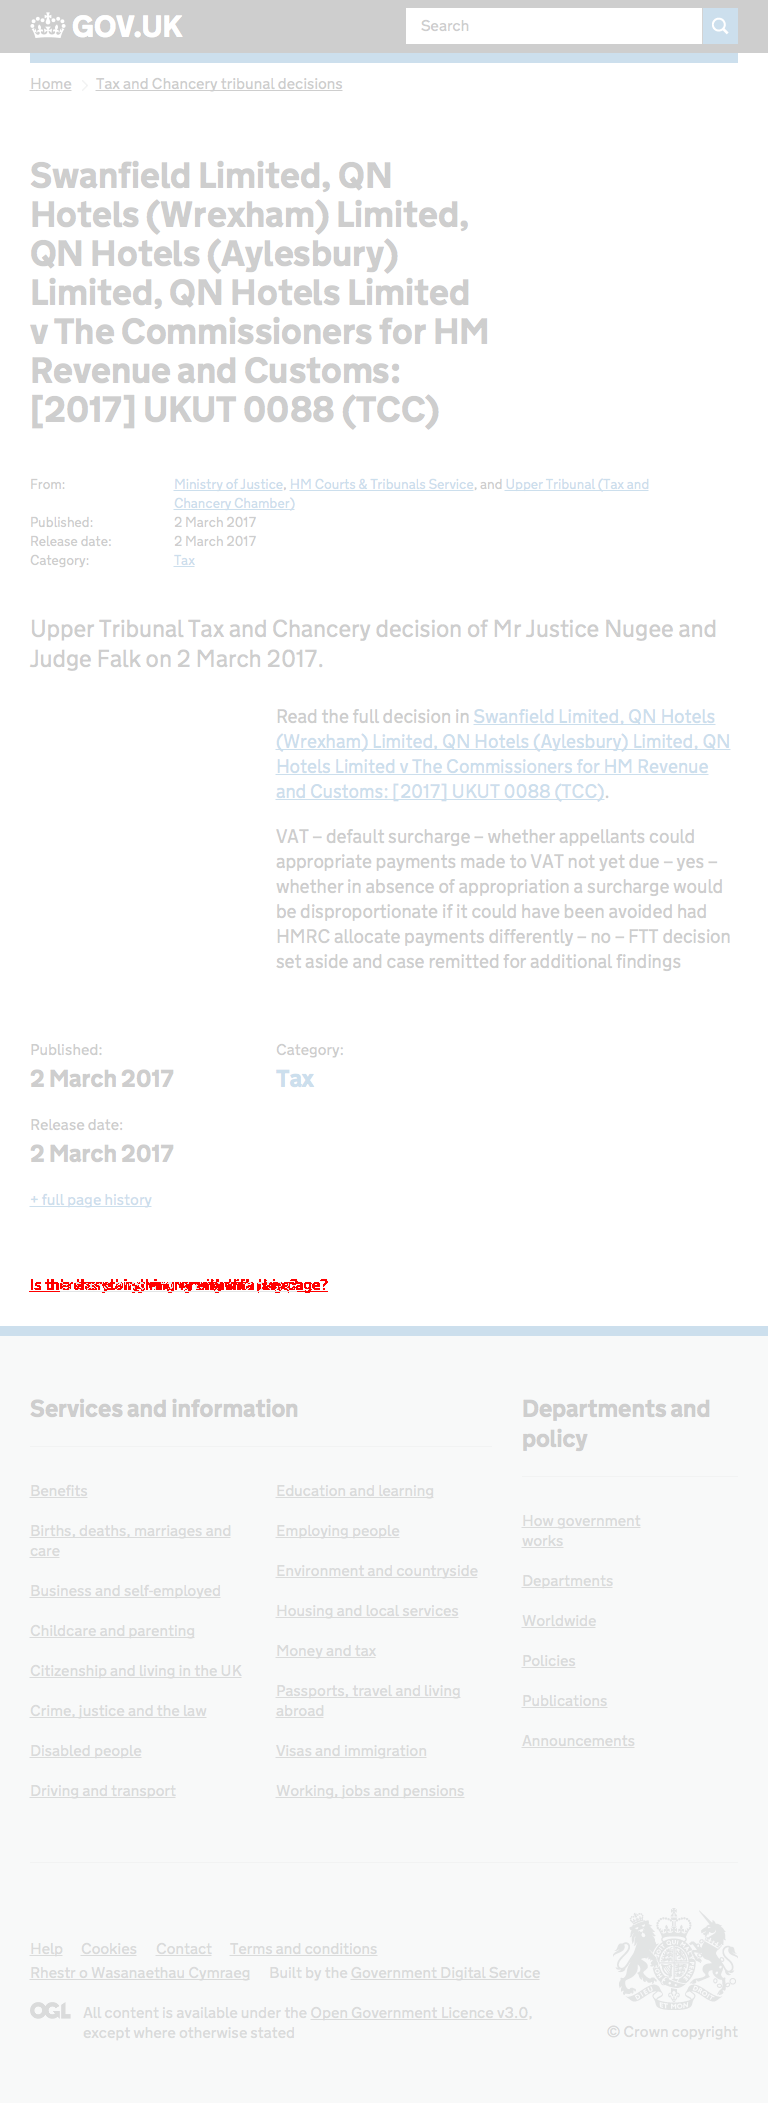 GOV.UK
Search
Home
Tax and Chancery tribunal decisions
Swanfield Limited, QN
Hotels (Wrexham) Limited,
QN Hotels (Aylesbury)
Limited, QN Hotels Limited
v The Commissioners for HM
Revenue and Customs:
[2017] UKUT 0088 (TCC)
From: Ministry of Justice, HM Courts & Tribunals Service, and Upper Tribunal (Tax and
Chancery Chamber)
Published: 2 March 2017
Release date: 2 March 2017
Category: Tax
Upper Tribunal Tax and Chancery decision of Mr Justice Nugee and
Judge Falk on 2 March 2017.
Read the full decision in Swanfield Limited, QN Hotels
(Wrexham) Limited, QN Hotels (Aylesbury) Limited, QN
Hotels Limited v The Commissioners for HM Revenue
and Customs: [2017] UKUT 0088 (TCC).
VAT – default surcharge – whether appellants could
appropriate payments made to VAT not yet due – yes –
whether in absence of appropriation a surcharge would
be disproportionate if it could have been avoided had
HMRC allocate payments differently – no – FTT decision
set aside and case remitted for additional findings
Published:
2 March 2017
Category:
Tax
Release date:
2 March 2017
+ full page history
Is page?
Services and information
Benefits
Births, deaths, marriages and
care
Business and self-employed
Childcare and parenting
Citizenship and living in the UK
Crime, justice and the law
Disabled people
Driving and transport
Education and learning
Employing people
Environment and countryside
Housing and local services
Money and tax
Passports, travel and living
abroad
Visas and immigration
Working, jobs and pensions
Departments and
policy
How government
works
Departments
Worldwide
Policies
Publications
Announcements
Help Cookies Contact Terms and conditions
Rhestr o Wasanaethau Cymraeg Built by the Government Digital Service
OGL All content is available under the Open Government Licence v3.0,
except where otherwise stated
© Crown copyright